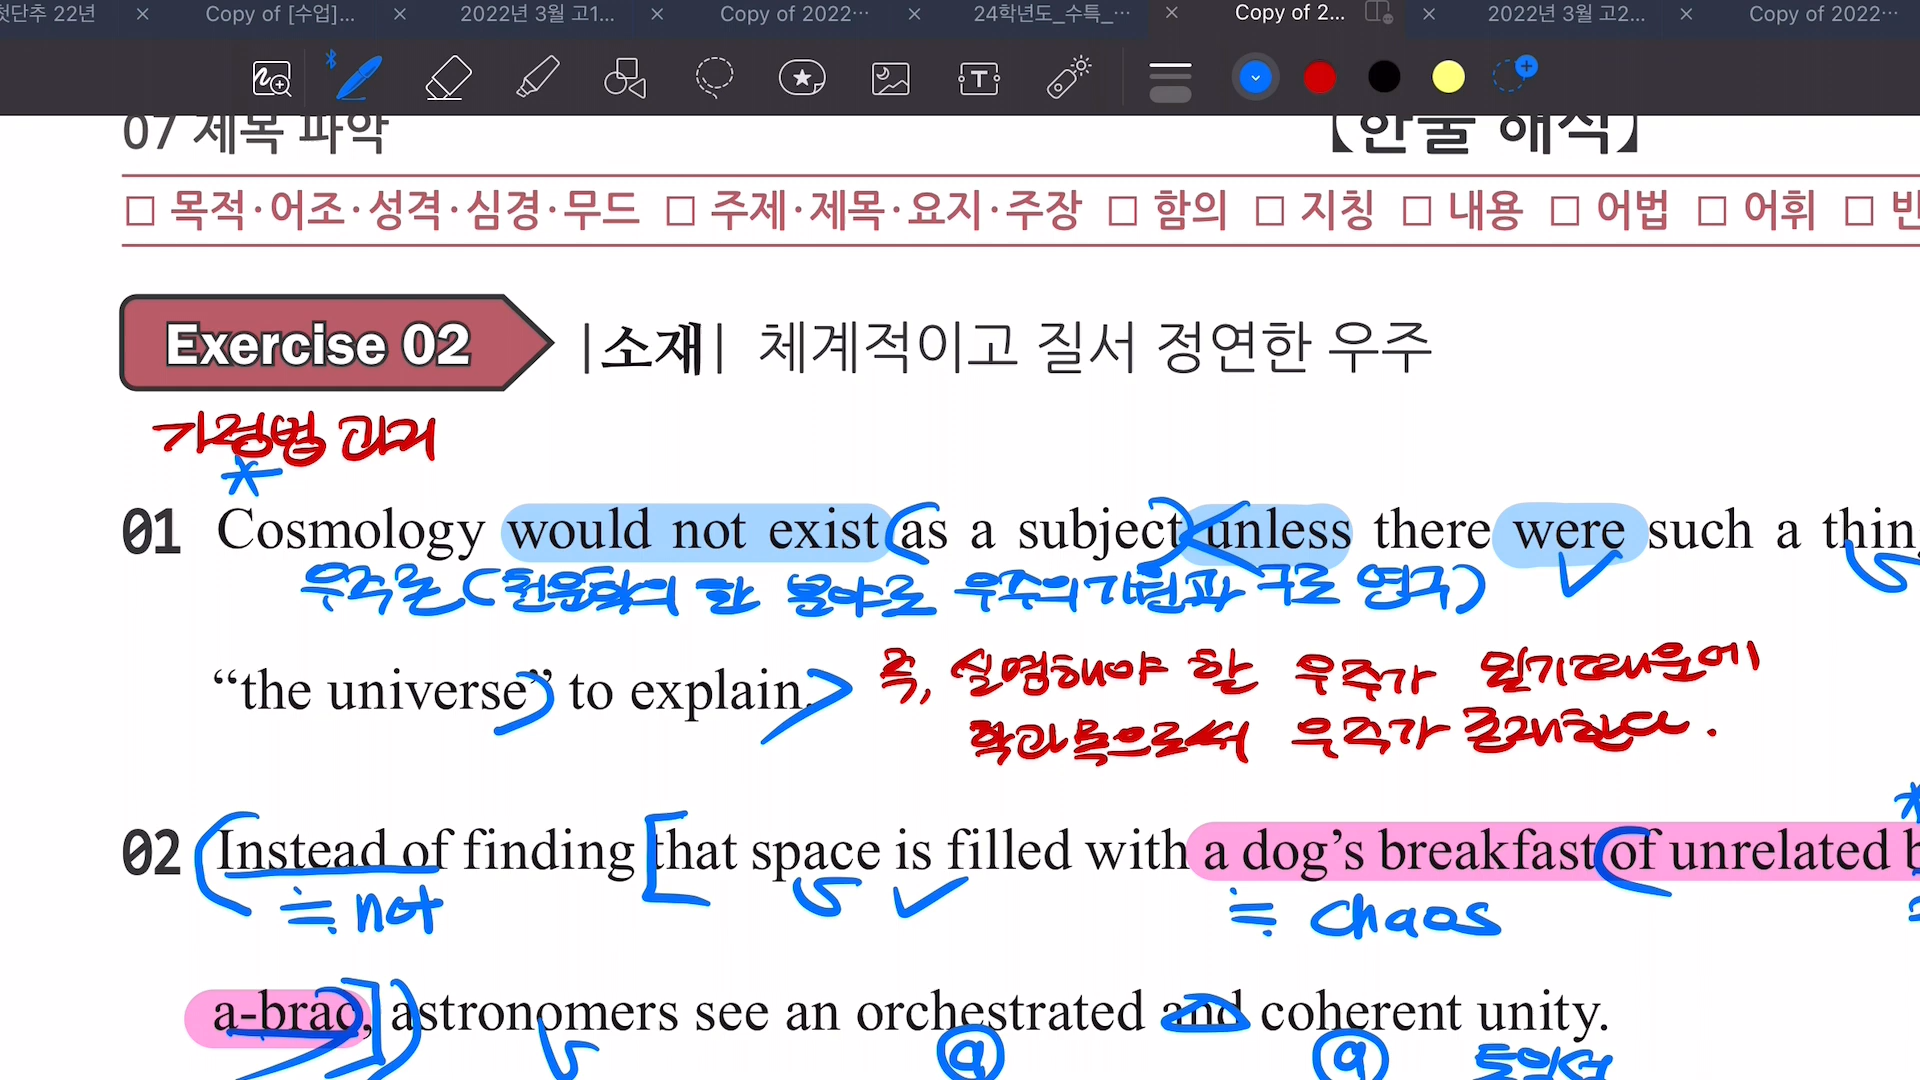 첫단추 22년 × Copy of [수업]... × 2022년 3월 고1... × Copy of 2022… × 24학년도_수특_… × Copy of 2... × 2022년 3월 고2... × Copy of 2022…
07 제목 파악 【한줄 해석】
□ 목적·어조·성격·심경·무드 □ 주제·제목·요지·주장 □ 함의 □ 지칭 □ 내용 □ 어법 □ 어휘 □ 빈
Exercise 02 |소재| 체계적이고 질서 정연한 우주
가정법 과거
*
01 Cosmology would not exist as a subject unless there were such a thin
우주론 (천문학의 한 분야로 우주의 기원과 구조 연구)
“the universe” to explain. 즉, 설명해야 할 우주가 있기 때문에
학과목으로서 우주가 존재한다.
02 Instead of finding that space is filled with a dog’s breakfast of unrelated b
≒ not ≒ chaos
a-brac, astronomers see an orchestrated and coherent unity.
ⓐ ⓐ 통일성